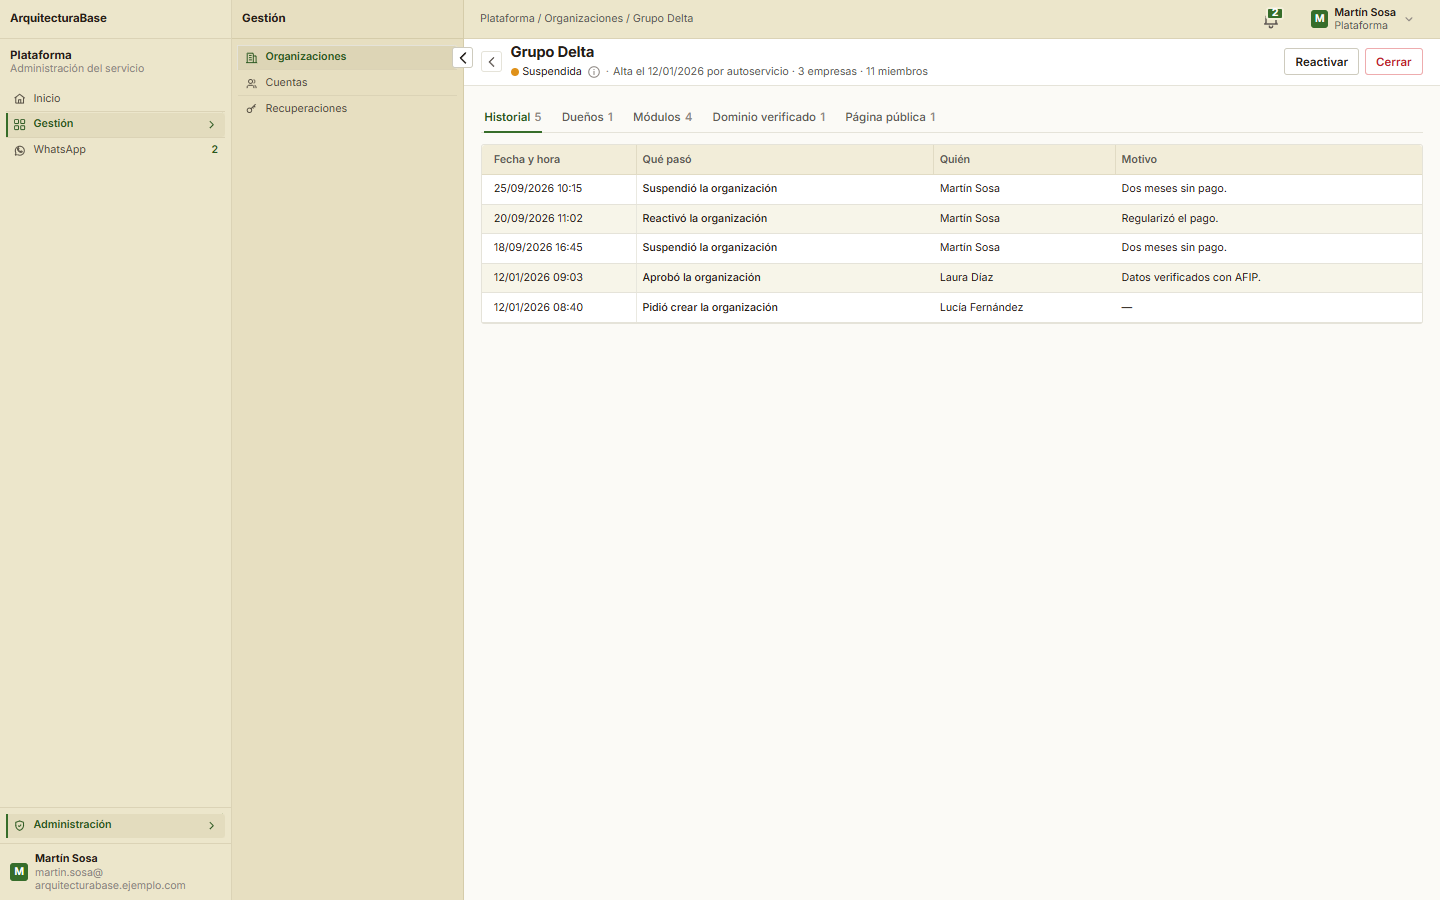 ArquitecturaBase
Plataforma
Administración del servicio
Inicio
Gestión
WhatsApp 2
Administración
M
Martín Sosa
martin.sosa@
arquitecturabase.ejemplo.com
Gestión
Organizaciones
Cuentas
Recuperaciones
Plataforma / Organizaciones / Grupo Delta
2
M
Martín Sosa
Plataforma
Grupo Delta
Suspendida · Alta el 12/01/2026 por autoservicio · 3 empresas · 11 miembros
Reactivar
Cerrar
Historial 5 Dueños 1 Módulos 4 Dominio verificado 1 Página pública 1
Fecha y hora Qué pasó Quién Motivo
25/09/2026 10:15 Suspendió la organización Martín Sosa Dos meses sin pago.
20/09/2026 11:02 Reactivó la organización Martín Sosa Regularizó el pago.
18/09/2026 16:45 Suspendió la organización Martín Sosa Dos meses sin pago.
12/01/2026 09:03 Aprobó la organización Laura Díaz Datos verificados con AFIP.
12/01/2026 08:40 Pidió crear la organización Lucía Fernández —